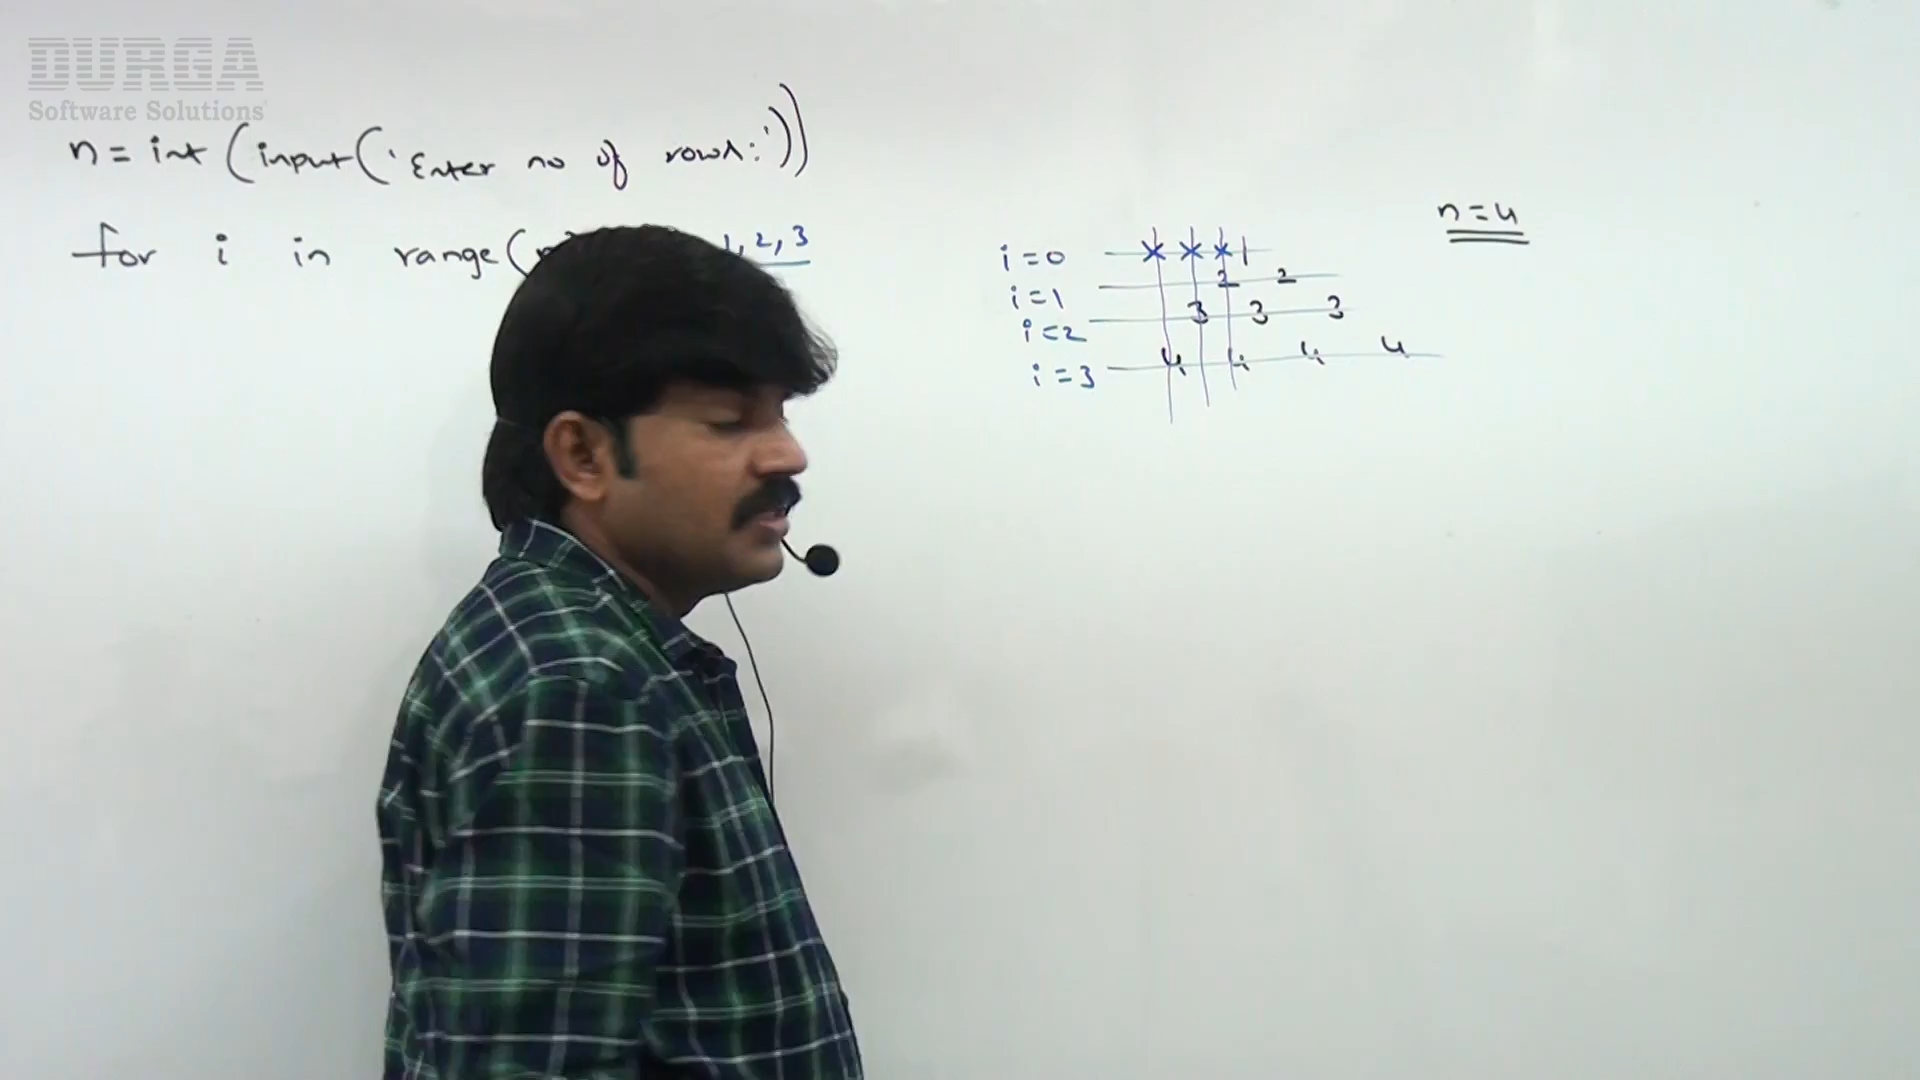 DURGA
Software Solutions
n = int (input('Enter no of rows:'))
for i in range(n 1, 2, 3
n = 4
i = 0 × × × 1
i = 1 2 2
i = 2 3 3 3
i = 3 4 4 4 4